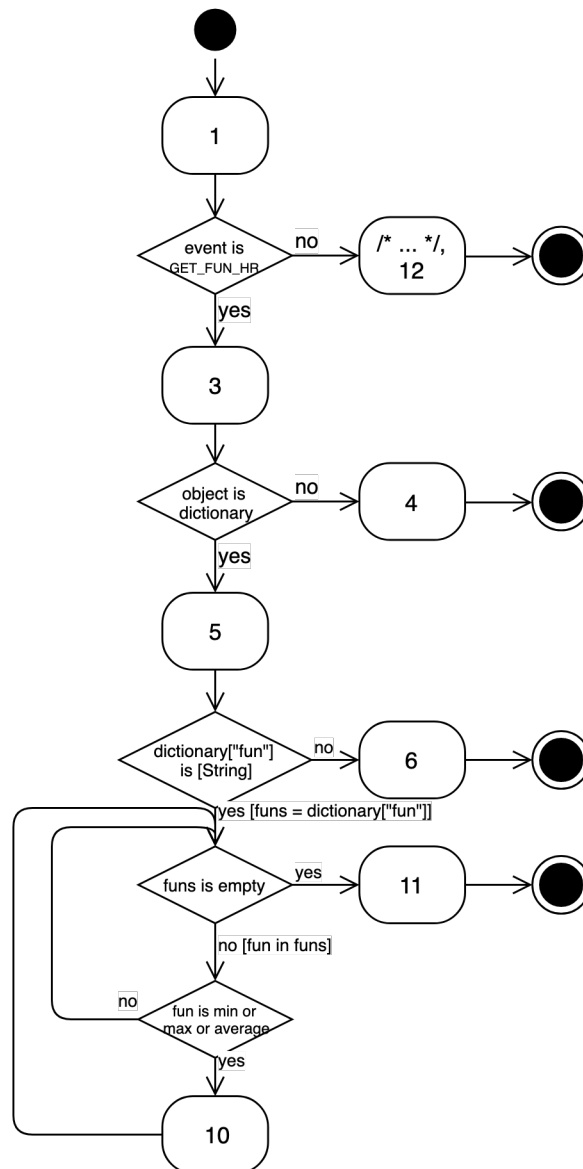 1
event is
GET_FUN_HR
no
/* ... */,
12
yes
3
object is
dictionary
no
4
yes
5
dictionary["fun"]
is [String]
no
6
yes [funs = dictionary["fun"]]
funs is empty
yes
11
no [fun in funs]
no
fun is min or
max or average
yes
10